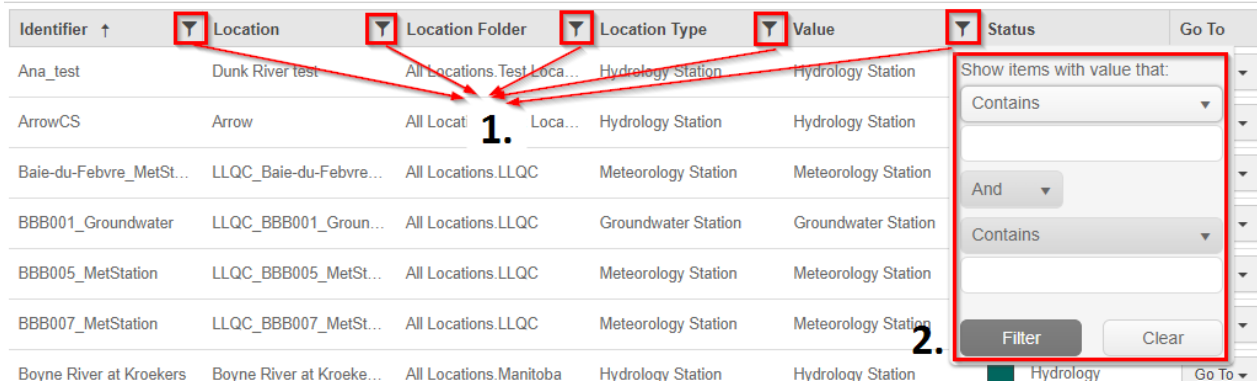 Identifier ↑ Location Location Folder Location Type Value Status Go To
Ana_test Dunk River test All Locations.Test Loca... Hydrology Station Hydrology Station
Show items with value that:
Contains
ArrowCS Arrow All Locati Loca... Hydrology Station Hydrology Station
1.
Baie-du-Febvre_MetSt... LLQC_Baie-du-Febvre... All Locations.LLQC Meteorology Station Meteorology Station
And
BBB001_Groundwater LLQC_BBB001_Groun... All Locations.LLQC Groundwater Station Groundwater Station
Contains
BBB005_MetStation LLQC_BBB005_MetSt... All Locations.LLQC Meteorology Station Meteorology Station
BBB007_MetStation LLQC_BBB007_MetSt... All Locations.LLQC Meteorology Station Meteorology Station
2.
Filter Clear
Boyne River at Kroekers Boyne River at Kroeke... All Locations.Manitoba Hydrology Station Hydrology Station Hydrology Go To